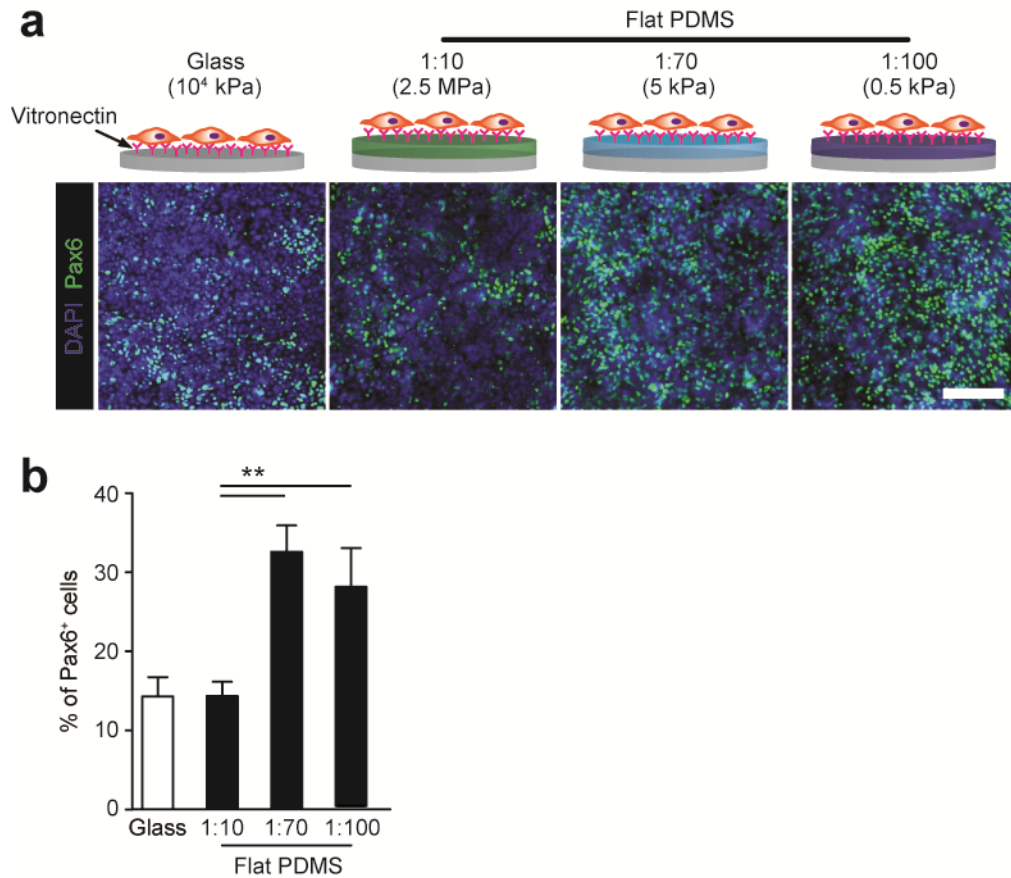 a
Flat PDMS
Glass
(10⁴ kPa)
1:10
(2.5 MPa)
1:70
(5 kPa)
1:100
(0.5 kPa)
Vitronectin
DAPI Pax6
b
**
% of Pax6⁺ cells
40
30
20
10
0
Glass 1:10 1:70 1:100
Flat PDMS